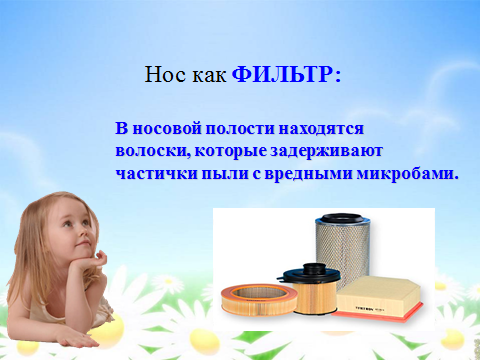 Нос как ФИЛЬТР:
В носовой полости находятся
волоски, которые задерживают
частички пыли с вредными микробами.